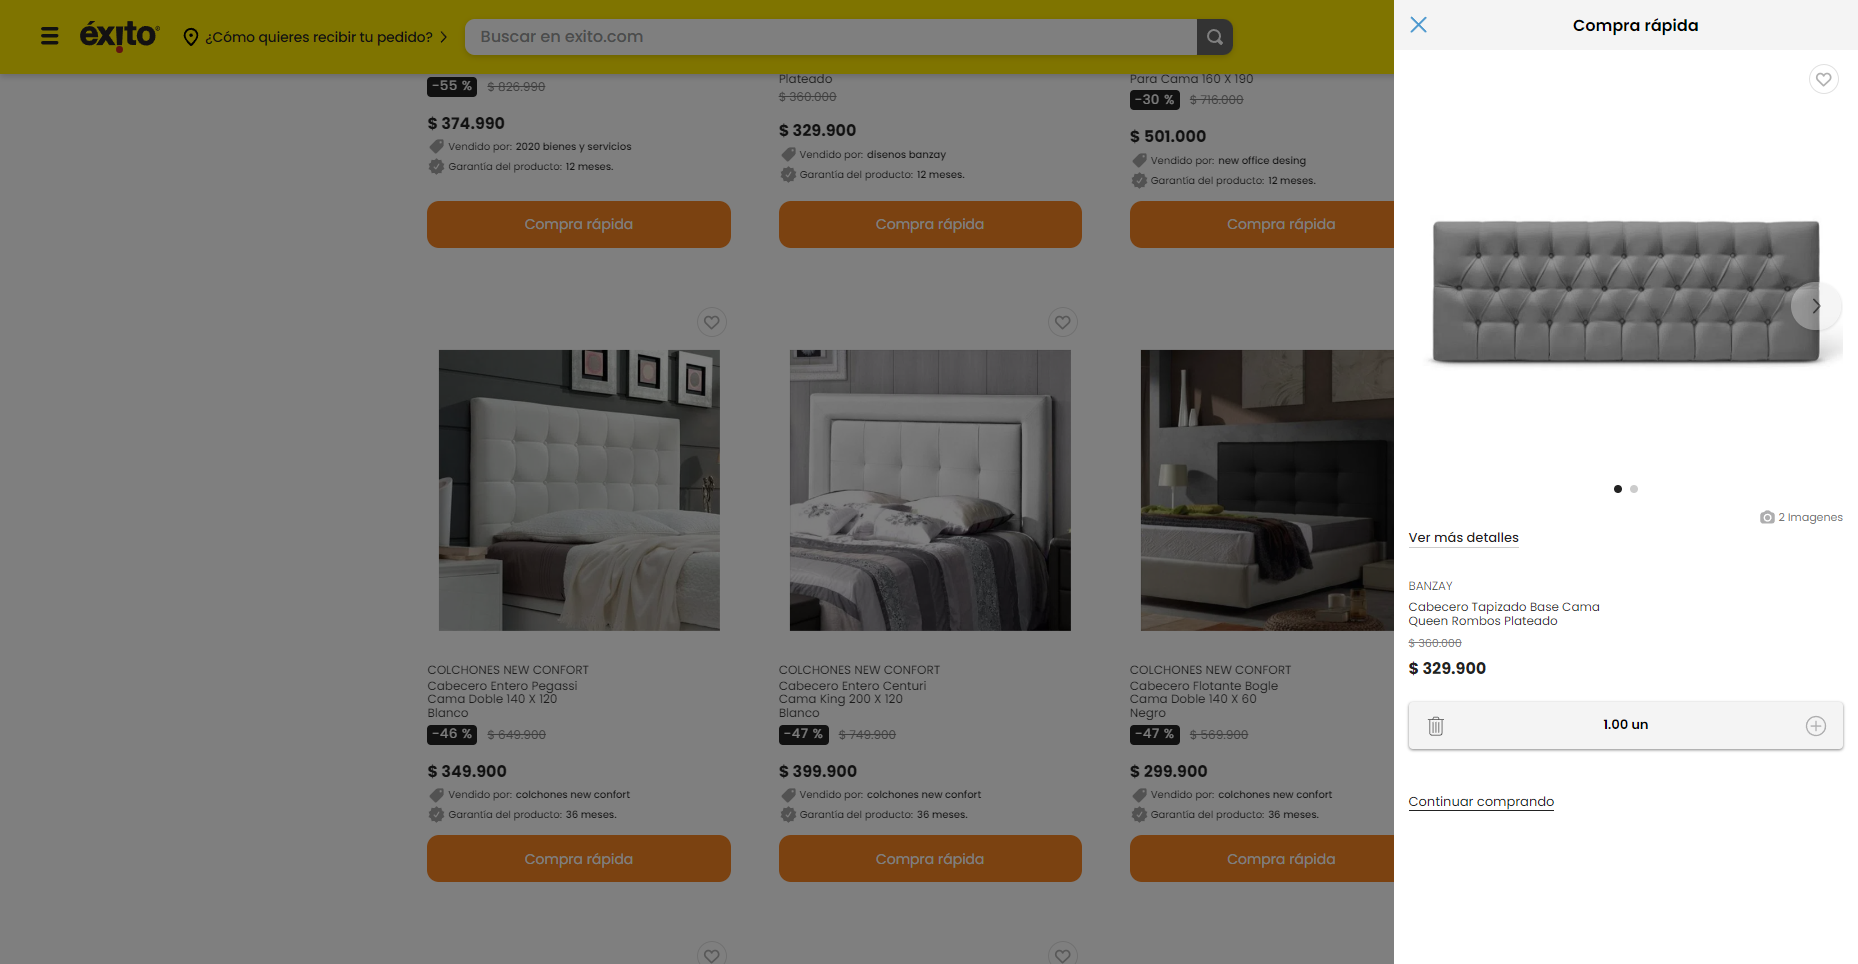 éxito
¿Cómo quieres recibir tu pedido?
Buscar en exito.com
-55 % $ 826.990
$ 374.990
Vendido por: 2020 bienes y servicios
Garantía del producto: 12 meses.
Compra rápida
Plateado
$ 360.000
$ 329.900
Vendido por: disenos banzay
Garantía del producto: 12 meses.
Compra rápida
Para Cama 160 X 190
-30 % $ 716.000
$ 501.000
Vendido por: new office desing
Garantía del producto: 12 meses.
Compra rápida
COLCHONES NEW CONFORT
Cabecero Entero Pegassi
Cama Doble 140 X 120
Blanco
-46 % $ 649.900
$ 349.900
Vendido por: colchones new confort
Garantía del producto: 36 meses.
Compra rápida
COLCHONES NEW CONFORT
Cabecero Entero Centuri
Cama King 200 X 120
Blanco
-47 % $ 749.900
$ 399.900
Vendido por: colchones new confort
Garantía del producto: 36 meses.
Compra rápida
COLCHONES NEW CONFORT
Cabecero Flotante Bogle
Cama Doble 140 X 60
Negro
-47 % $ 569.900
$ 299.900
Vendido por: colchones new confort
Garantía del producto: 36 meses.
Compra rápida
Compra rápida
2 Imagenes
Ver más detalles
BANZAY
Cabecero Tapizado Base Cama
Queen Rombos Plateado
$ 360.000
$ 329.900
1.00 un
Continuar comprando